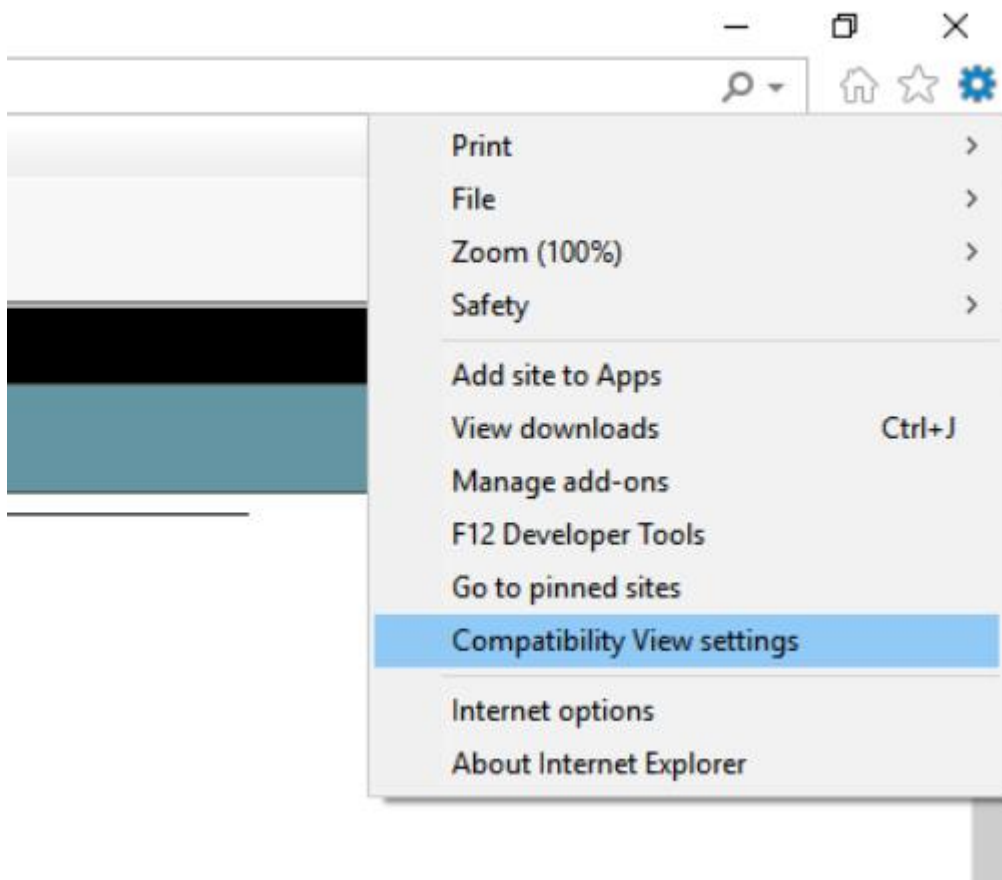 Print
File
Zoom (100%)
Safety
Add site to Apps
View downloads Ctrl+J
Manage add-ons
F12 Developer Tools
Go to pinned sites
Compatibility View settings
Internet options
About Internet Explorer